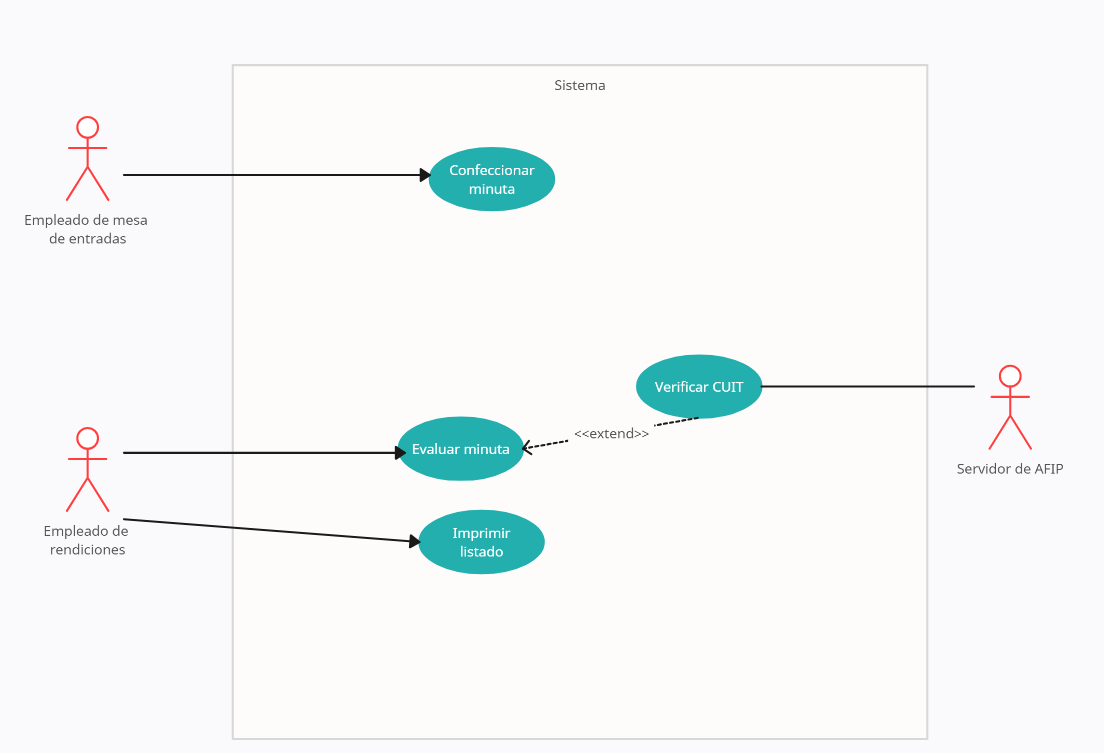 Sistema
Confeccionar
minuta
Empleado de mesa
de entradas
Verificar CUIT
<<extend>>
Evaluar minuta
Servidor de AFIP
Imprimir
listado
Empleado de
rendiciones